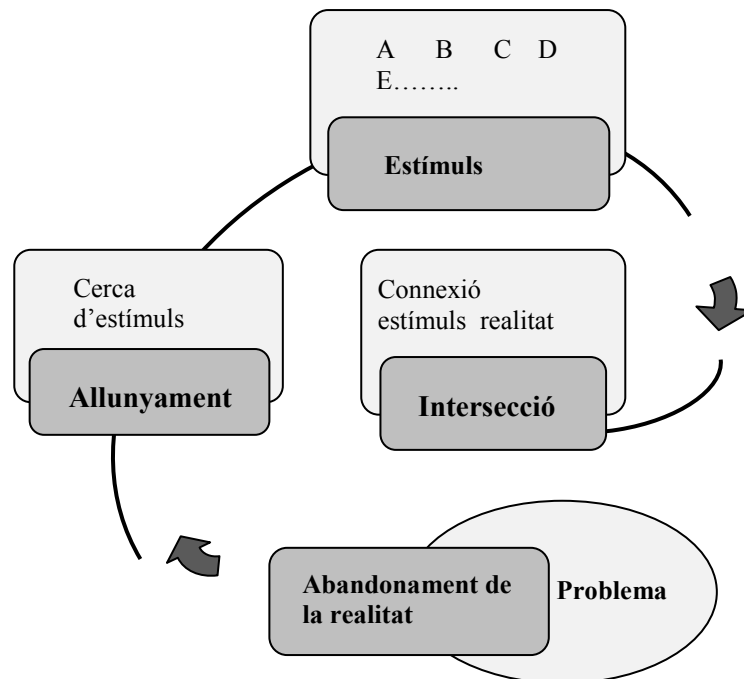 A B C D
E……..
Estímuls
Cerca
d’estímuls
Allunyament
Connexió
estímuls realitat
Intersecció
Abandonament de
la realitat
Problema